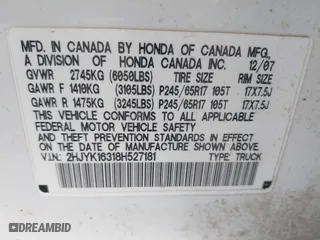 MFD. IN CANADA BY HONDA OF CANADA MFG.,
A DIVISION OF HONDA CANADA INC. 12/07
GVWR 2745KG (6050LBS) TIRE SIZE RIM SIZE
GAWR F 1410KG (3105LBS) P245/65R17 105T 17X7.5J
GAWR R 1475KG (3245LBS) P245/65R17 105T 17X7.5J
THIS VEHICLE CONFORMS TO ALL APPLICABLE
FEDERAL MOTOR VEHICLE SAFETY AND
THEFT PREVENTION STANDARDS IN EFFECT ON
THE DATE OF MANUFACTURE SHOWN ABOVE.
V.I.N: 2HJYK16318H527181 TYPE: TRUCK
DREAMBID.COM